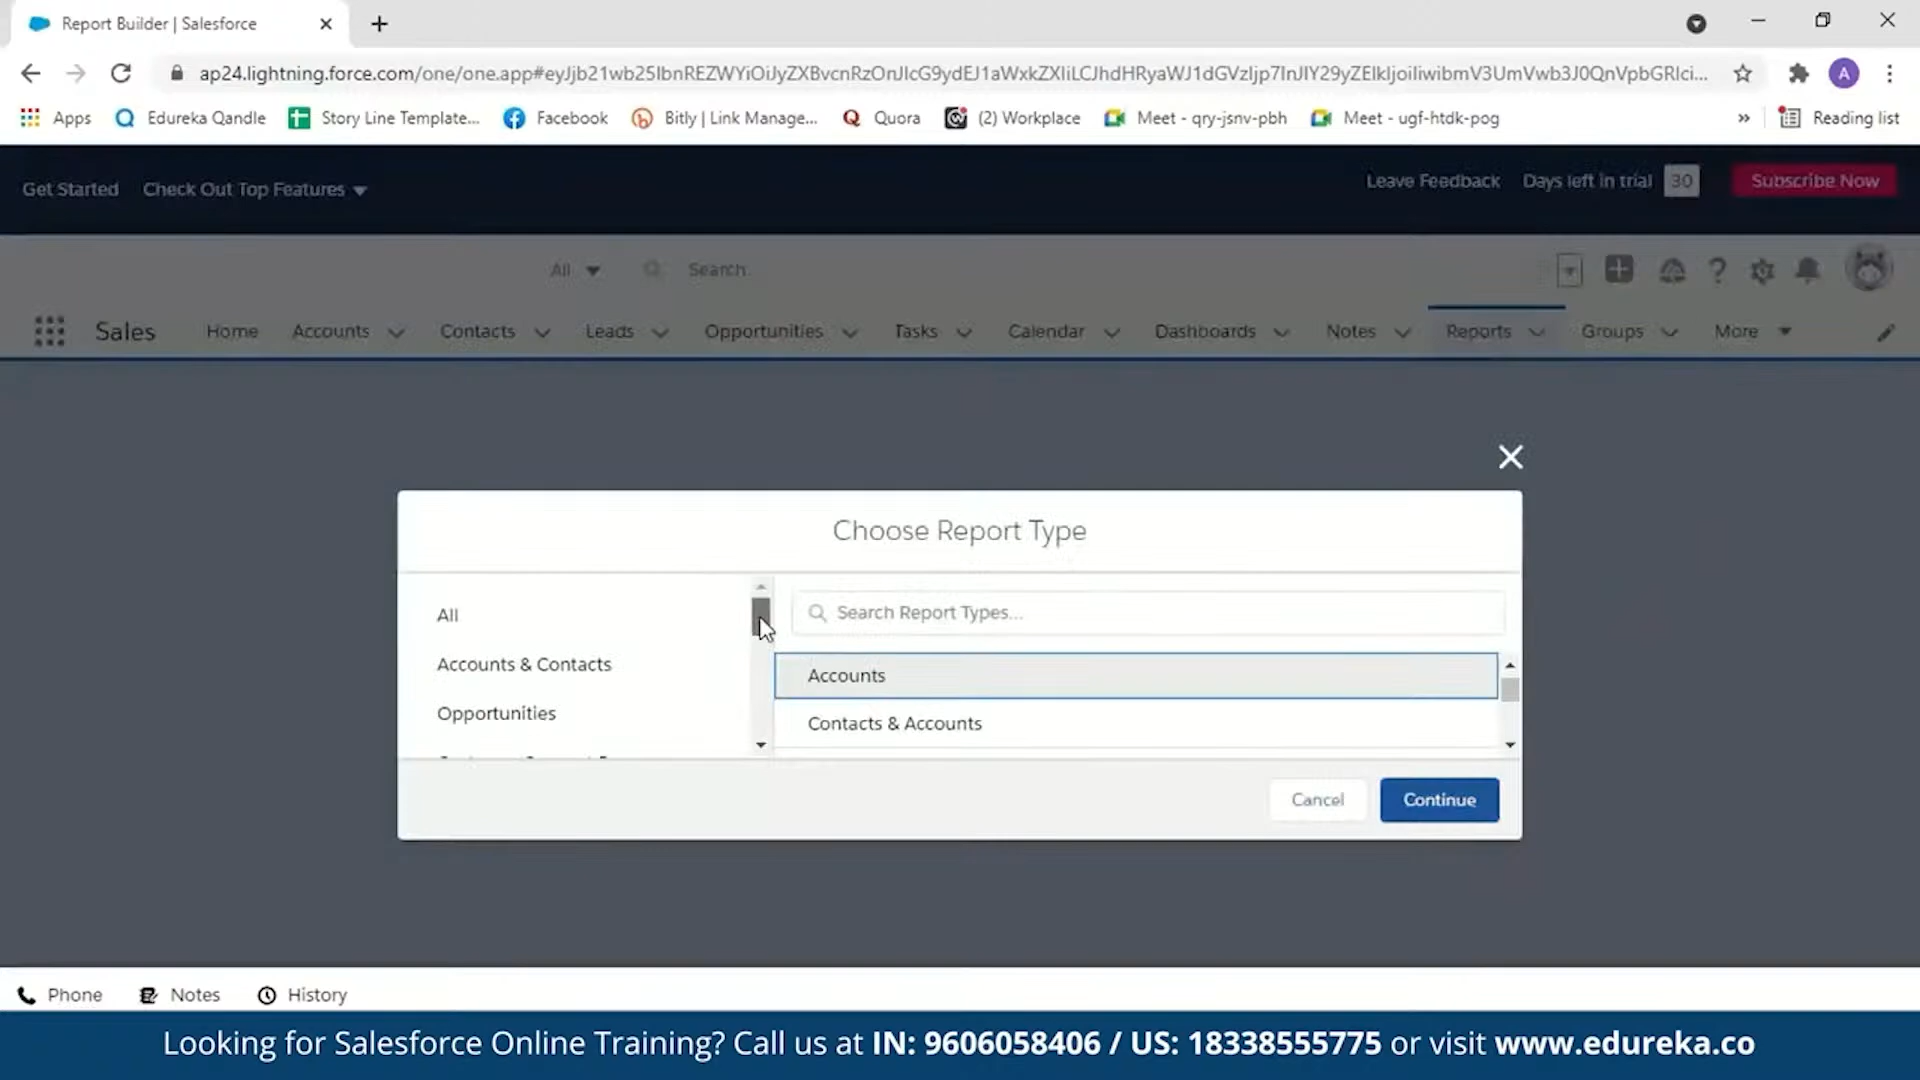 Report Builder | Salesforce
ap24.lightning.force.com/one/one.app#
Apps Edureka Qandle Story Line Template... Facebook Bitly | Link Manage... Quora (2) Workplace Meet - qry-jsnv-pbh Meet - ugf-htdk-pog » Reading list
A
Get Started Check Out Top Features Leave Feedback Days left in trial 30 Subscribe Now
All Search
Sales Home Accounts Contacts Leads Opportunities Tasks Calendar Dashboards Notes Reports Groups More
Choose Report Type
All
Search Report Types...
Accounts & Contacts
Accounts
Opportunities
Contacts & Accounts
Cancel Continue
Phone Notes History
Looking for Salesforce Online Training? Call us at IN: 9606058406 / US: 18338555775 or visit www.edureka.co